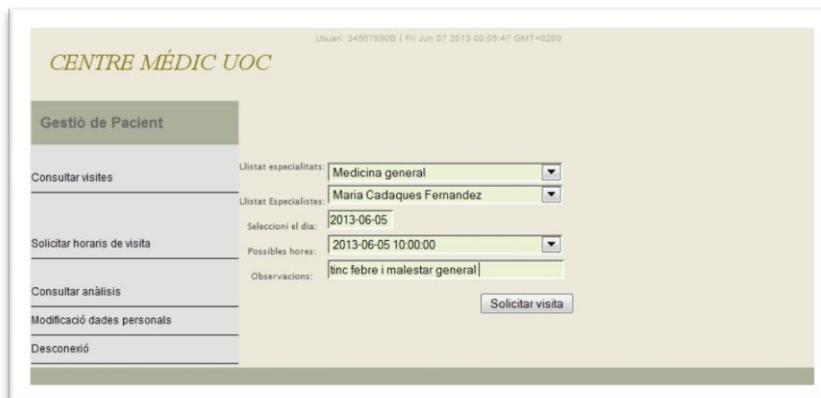 Usuari: 34567890B | Fri Jun 07 2013 00:05:47 GMT+0200
CENTRE MÉDIC UOC
Gestió de Pacient
Consultar visites
Solicitar horaris de visita
Consultar anàlisis
Modificació dades personals
Desconexió
Llistat especialitats: Medicina general
Llistat Especialistes: Maria Cadaques Fernandez
Seleccioni el dia: 2013-06-05
Possibles hores: 2013-06-05 10:00:00
Observacions: tinc febre i malestar general
Solicitar visita